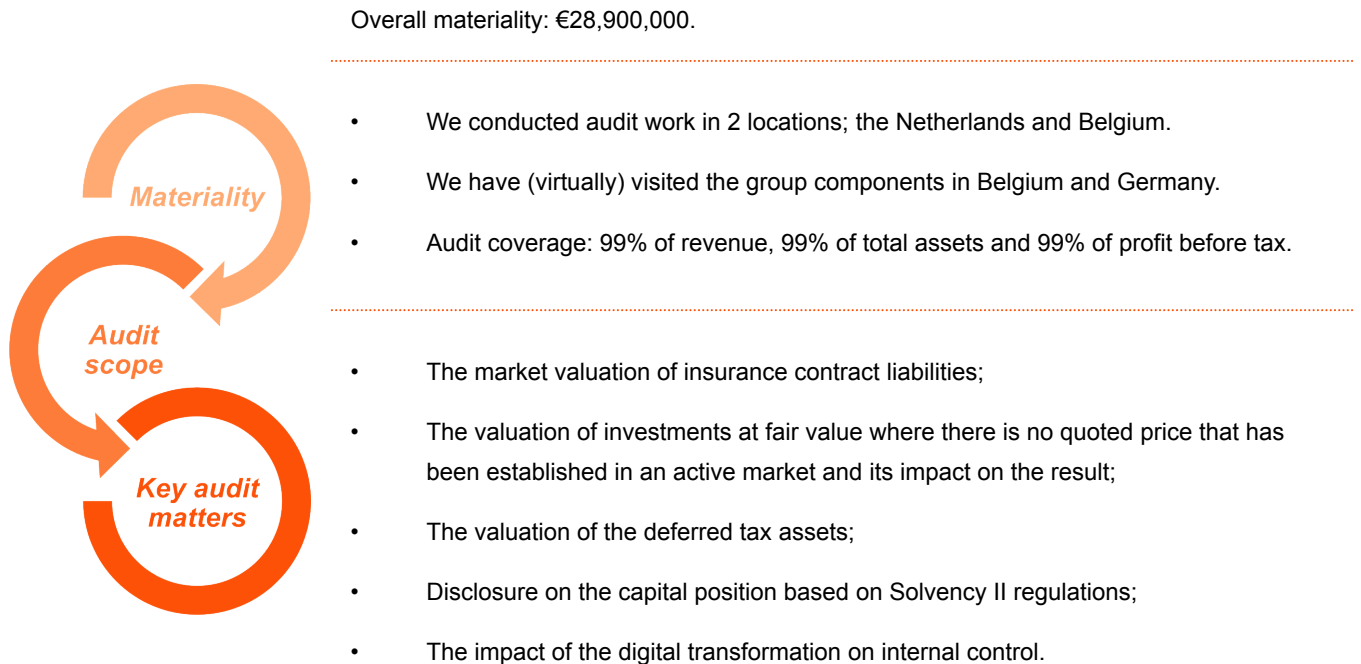 Overall materiality: €28,900,000.
Materiality
• We conducted audit work in 2 locations; the Netherlands and Belgium.
• We have (virtually) visited the group components in Belgium and Germany.
• Audit coverage: 99% of revenue, 99% of total assets and 99% of profit before tax.
Audit
scope
Key audit
matters
• The market valuation of insurance contract liabilities;
• The valuation of investments at fair value where there is no quoted price that has
been established in an active market and its impact on the result;
• The valuation of the deferred tax assets;
• Disclosure on the capital position based on Solvency II regulations;
• The impact of the digital transformation on internal control.